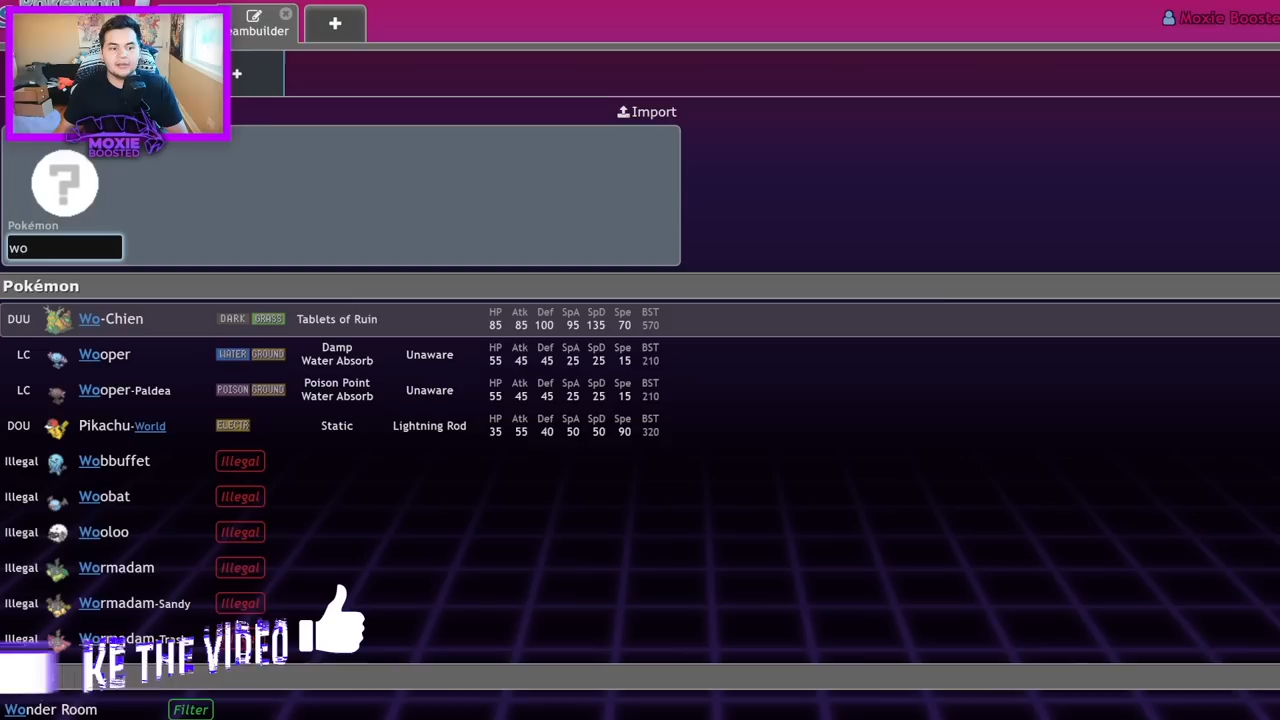 Pokémon
eambuilder
+
Moxie Booste
+
MOXIE
BOOSTED
Import
?
Pokémon
wo
Pokémon
DUU Wo-Chien DARK GRASS Tablets of Ruin HP 85 Atk 85 Def 100 SpA 95 SpD 135 Spe 70 BST 570
LC Wooper WATER GROUND Damp Water Absorb Unaware HP 55 Atk 45 Def 45 SpA 25 SpD 25 Spe 15 BST 210
LC Wooper-Paldea POISON GROUND Poison Point Water Absorb Unaware HP 55 Atk 45 Def 45 SpA 25 SpD 25 Spe 15 BST 210
DOU Pikachu-World ELECTR Static Lightning Rod HP 35 Atk 55 Def 40 SpA 50 SpD 50 Spe 90 BST 320
Illegal Wobbuffet Illegal
Illegal Woobat Illegal
Illegal Wooloo Illegal
Illegal Wormadam Illegal
Illegal Wormadam-Sandy Illegal
Illegal Wormadam-Trash
KE THE VIDEO
Wonder Room Filter